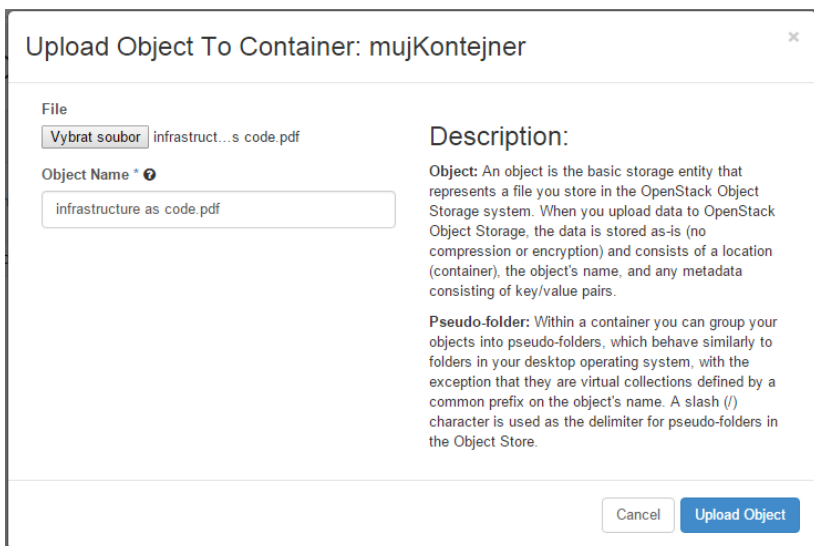 Upload Object To Container: mujKontejner
×
File
Vybrat soubor infrastruct...s code.pdf
Object Name *
infrastructure as code.pdf
Description:
Object: An object is the basic storage entity that
represents a file you store in the OpenStack Object
Storage system. When you upload data to OpenStack
Object Storage, the data is stored as-is (no
compression or encryption) and consists of a location
(container), the object's name, and any metadata
consisting of key/value pairs.
Pseudo-folder: Within a container you can group your
objects into pseudo-folders, which behave similarly to
folders in your desktop operating system, with the
exception that they are virtual collections defined by a
common prefix on the object's name. A slash (/)
character is used as the delimiter for pseudo-folders in
the Object Store.
Cancel
Upload Object